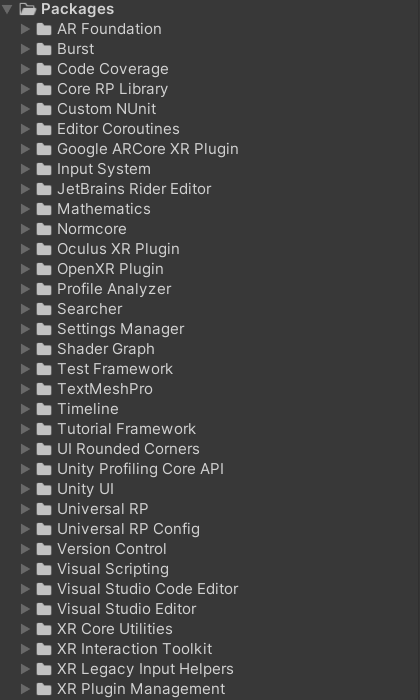 Packages
AR Foundation
Burst
Code Coverage
Core RP Library
Custom NUnit
Editor Coroutines
Google ARCore XR Plugin
Input System
JetBrains Rider Editor
Mathematics
Normcore
Oculus XR Plugin
OpenXR Plugin
Profile Analyzer
Searcher
Settings Manager
Shader Graph
Test Framework
TextMeshPro
Timeline
Tutorial Framework
UI Rounded Corners
Unity Profiling Core API
Unity UI
Universal RP
Universal RP Config
Version Control
Visual Scripting
Visual Studio Code Editor
Visual Studio Editor
XR Core Utilities
XR Interaction Toolkit
XR Legacy Input Helpers
XR Plugin Management